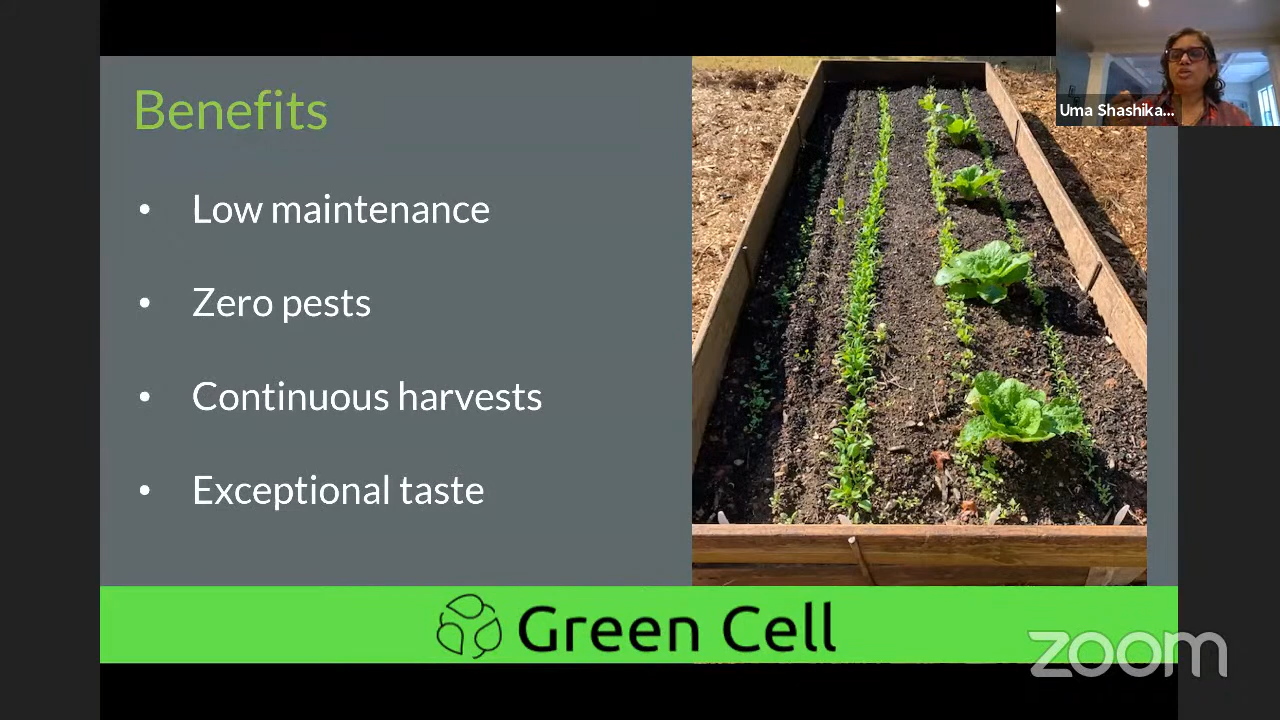 Benefits
Uma Shashika...
• Low maintenance
• Zero pests
• Continuous harvests
• Exceptional taste
Green Cell
zoom